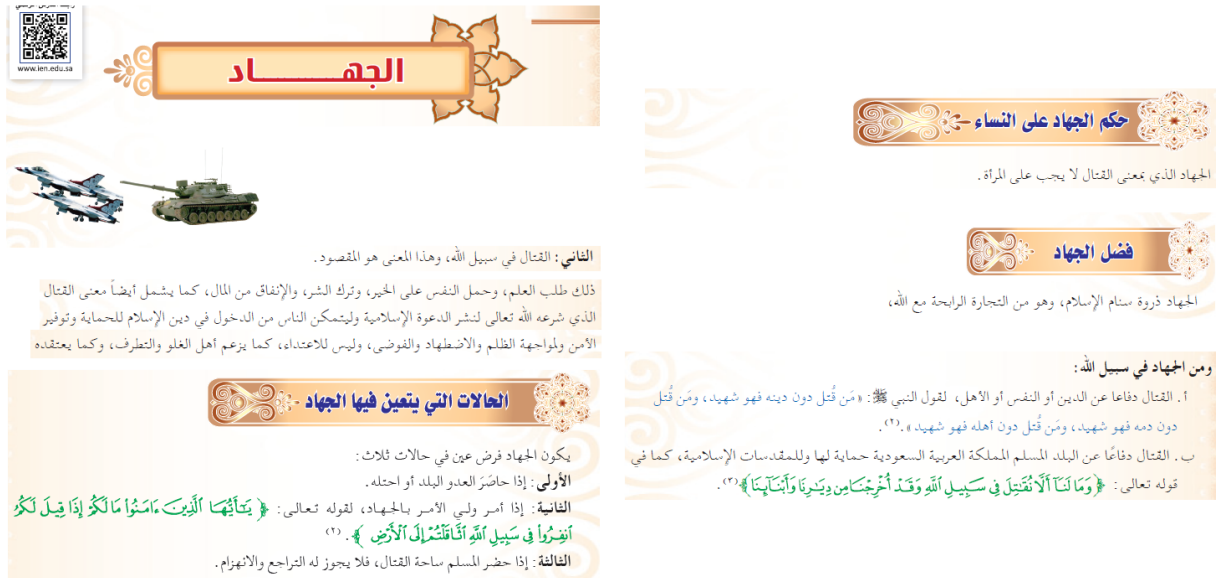 www.ien.edu.sa
الجهـــــــــاد
الثاني: القتال في سبيل الله، وهذا المعنى هو المقصود.
ذلك طلب العلم، وحمل النفس على الخير، وترك الشر، والإنفاق من المال، كما يشمل أيضاً معنى القتال
الذي شرعه الله تعالى لنشر الدعوة الإسلامية وليتمكن الناس من الدخول في دين الإسلام للحماية وتوفير
الأمن ولمواجهة الظلم والاضطهاد والفوضى، وليس للاعتداء، كما يزعم أهل الغلو والتطرف، وكما يعتقده
الحالات التي يتعين فيها الجهاد
يكون الجهاد فرض عين في حالات ثلاث:
الأولى: إذا حاصَرَ العدو البلد أو احتله.
الثانية: إذا أمـر ولـي الأمـر بـالجـهـاد، لقولـه تـعـالـى: ﴿يَٰٓأَيُّهَا ٱلَّذِينَ ءَامَنُوا۟ مَا لَكُمْ إِذَا قِيلَ لَكُمُ
ٱنفِرُوا۟ فِى سَبِيلِ ٱللَّهِ ٱثَّاقَلْتُمْ إِلَى ٱلْأَرْضِ﴾. (٢)
الثالثة: إذا حضر المسلم ساحة القتال، فلا يجوز له التراجع والانهزام.
حكم الجهاد على النساء
الجهاد الذي بمعنى القتال لا يجب على المرأة.
فضل الجهاد
الجهاد ذروة سنام الإسلام، وهو من التجارة الرابحة مع الله،
ومن الجهاد في سبيل الله:
أ. القتال دفاعا عن الدين أو النفس أو الأهل، لقول النبي ﷺ: «مَن قُتل دون دينه فهو شهيد، ومَن قُتل
دون دمه فهو شهيد، ومَن قُتل دون أهله فهو شهيد».(٢).
ب. القتال دفاعًا عن البلد المسلم المملكة العربية السعودية حماية لها وللمقدسات الإسلامية، كما في
قوله تعالى: ﴿وَمَا لَنَآ أَلَّا نُقَٰتِلَ فِى سَبِيلِ ٱللَّهِ وَقَدْ أُخْرِجْنَا مِن دِيَٰرِنَا وَأَبْنَآئِنَا﴾(٣).